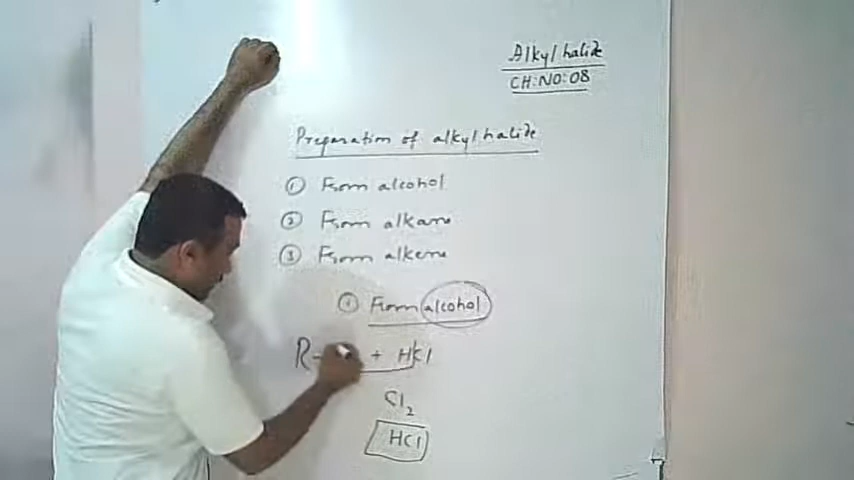 Alkyl halide
CH:NO:08
Preparation of alkyl halide
① From alcohol
② From alkane
③ From alkene
① From alcohol
R- + HCl
Cl₂
HCl